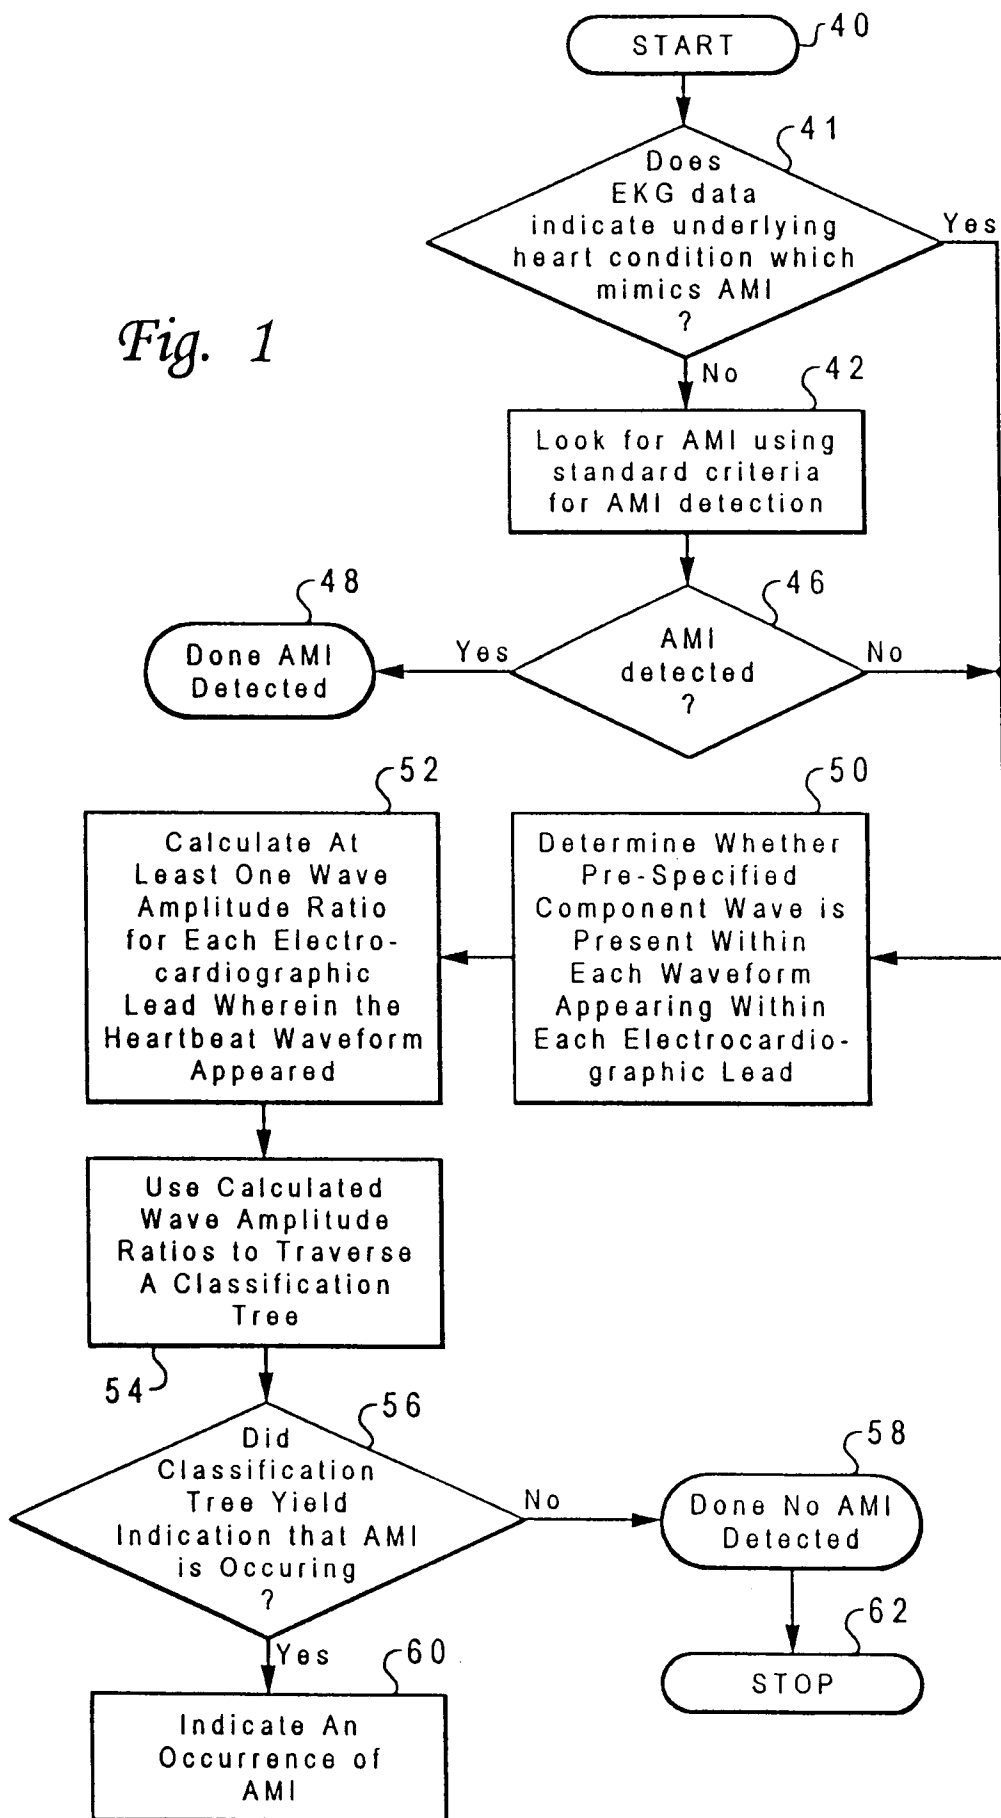 START
40
41
Does
EKG data
indicate underlying
heart condition which
mimics AMI
?
Yes
Fig. 1
No
42
Look for AMI using
standard criteria
for AMI detection
48
46
Done AMI
Detected
Yes
AMI
detected
?
No
52
50
Calculate At
Least One Wave
Amplitude Ratio
for Each Electro-
cardiographic
Lead Wherein the
Heartbeat Waveform
Appeared
Determine Whether
Pre-Specified
Component Wave is
Present Within
Each Waveform
Appearing Within
Each Electrocardio-
graphic Lead
Use Calculated
Wave Amplitude
Ratios to Traverse
A Classification
Tree
54
56
Did
Classification
Tree Yield
Indication that AMI
is Occuring
?
No
58
Done No AMI
Detected
Yes
60
62
STOP
Indicate An
Occurrence of
AMI